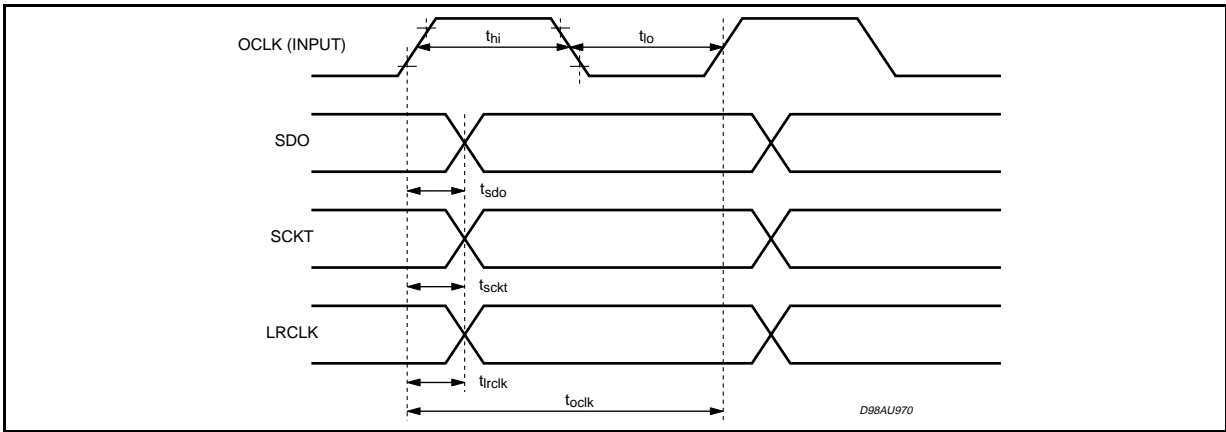 OCLK (INPUT)
thi
tlo
SDO
tsdo
SCKT
tsckt
LRCLK
tlrclk
toclk
D98AU970